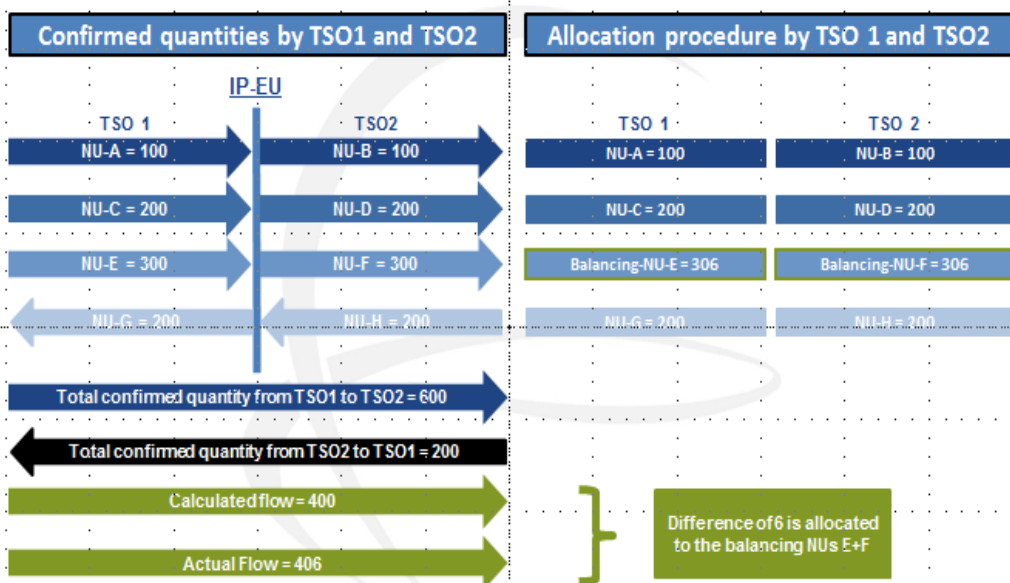 Confirmed quantities by TSO1 and TSO2
IP-EU
TSO 1
TSO2
NU-A = 100
NU-B = 100
NU-C = 200
NU-D = 200
NU-E = 300
NU-F = 300
NU-G = 200
NU-H = 200
Total confirmed quantity from TSO1 to TSO2 = 600
Total confirmed quantity from TSO2 to TSO1 = 200
Calculated flow = 400
Actual Flow = 406
Allocation procedure by TSO 1 and TSO2
TSO 1
TSO 2
NU-A = 100
NU-B = 100
NU-C = 200
NU-D = 200
Balancing-NU-E = 306
Balancing-NU-F = 306
NU-G = 200
NU-H = 200
Difference of 6 is allocated
to the balancing NUs E+F